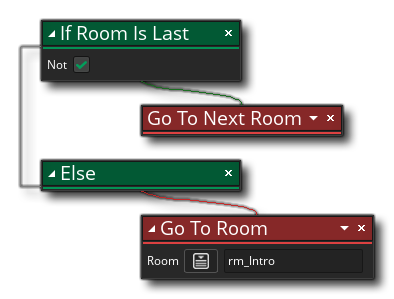 If Room Is Last
Not
Go To Next Room
Else
Go To Room
Room rm_Intro